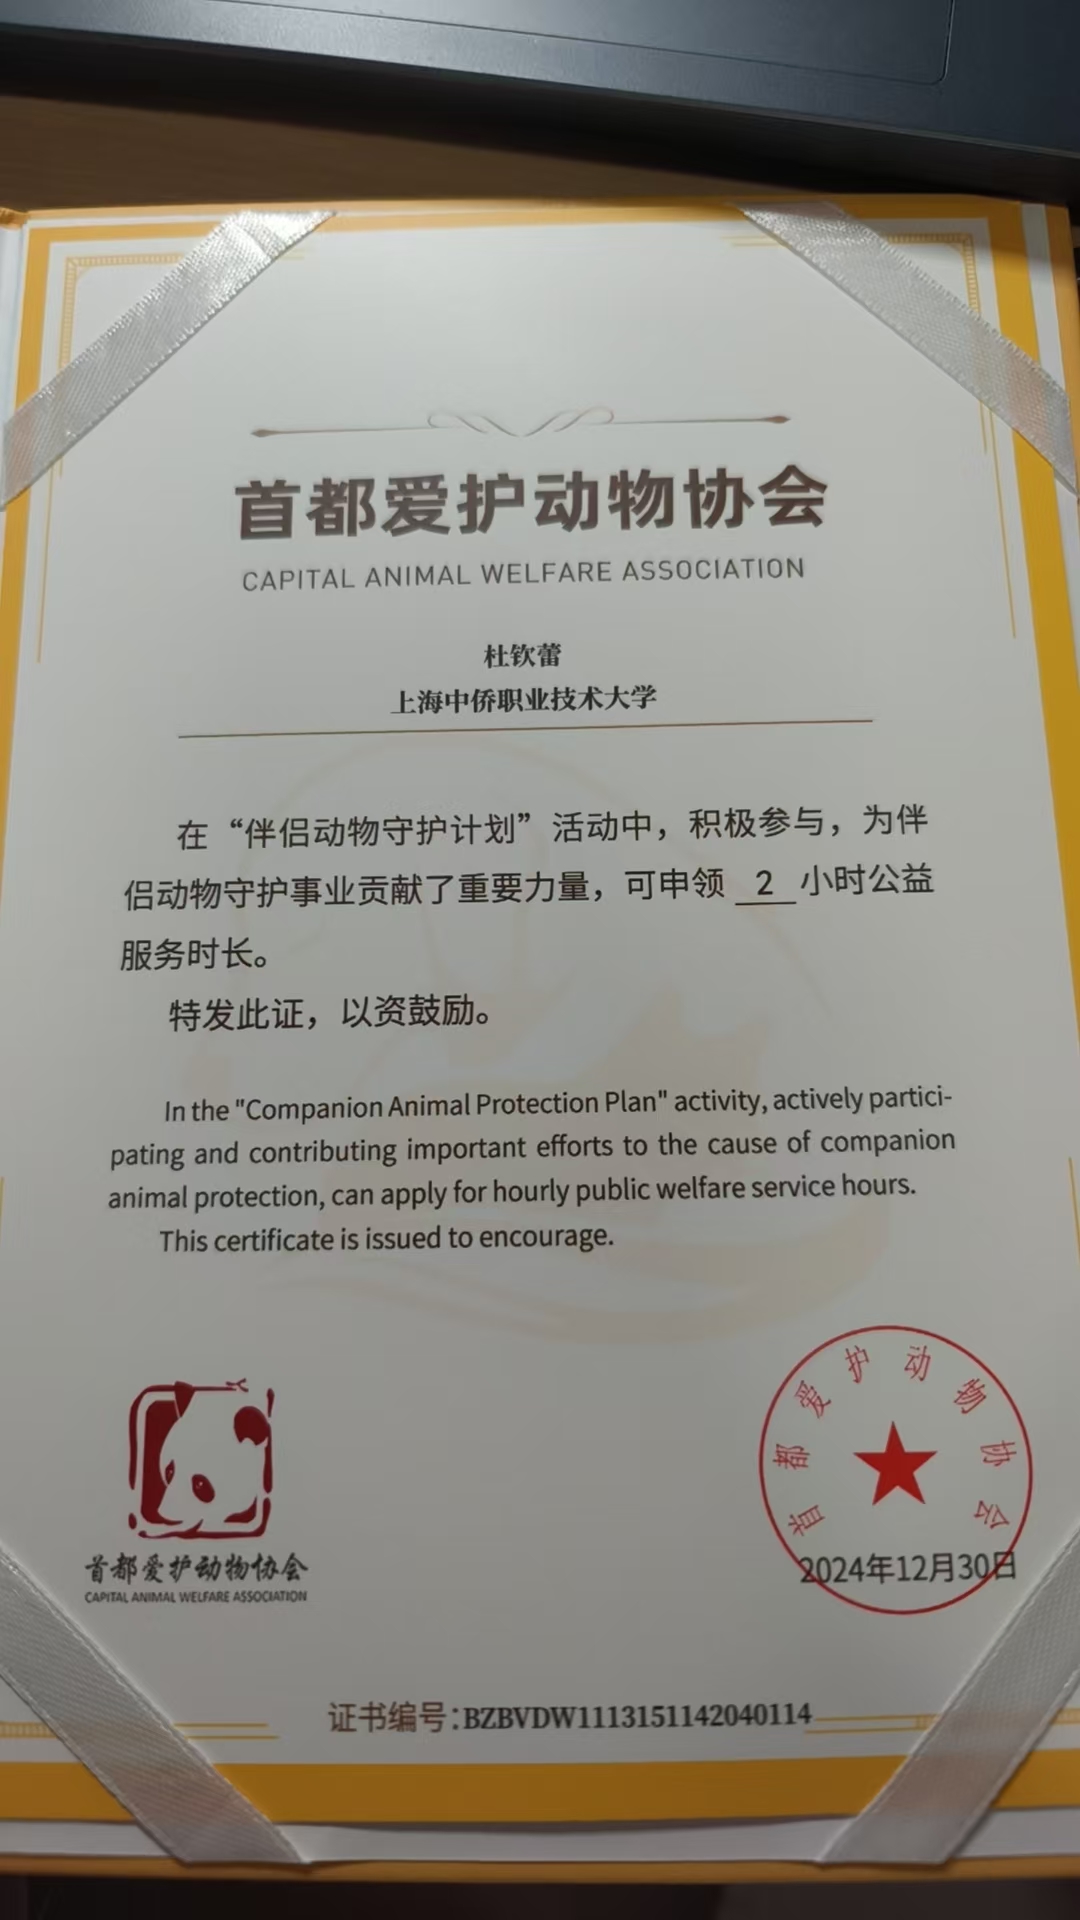 首都爱护动物协会
CAPITAL ANIMAL WELFARE ASSOCIATION
杜钦蕾
上海中侨职业技术大学
在“伴侣动物守护计划”活动中，积极参与，为伴
侣动物守护事业贡献了重要力量，可申领 2 小时公益
服务时长。
特发此证，以资鼓励。
In the "Companion Animal Protection Plan" activity, actively partici-
pating and contributing important efforts to the cause of companion
animal protection, can apply for hourly public welfare service hours.
This certificate is issued to encourage.
首都爱护动物协会
CAPITAL ANIMAL WELFARE ASSOCIATION
首都爱护动物协会
2024年12月30日
证书编号：BZBVDW1113151142040114